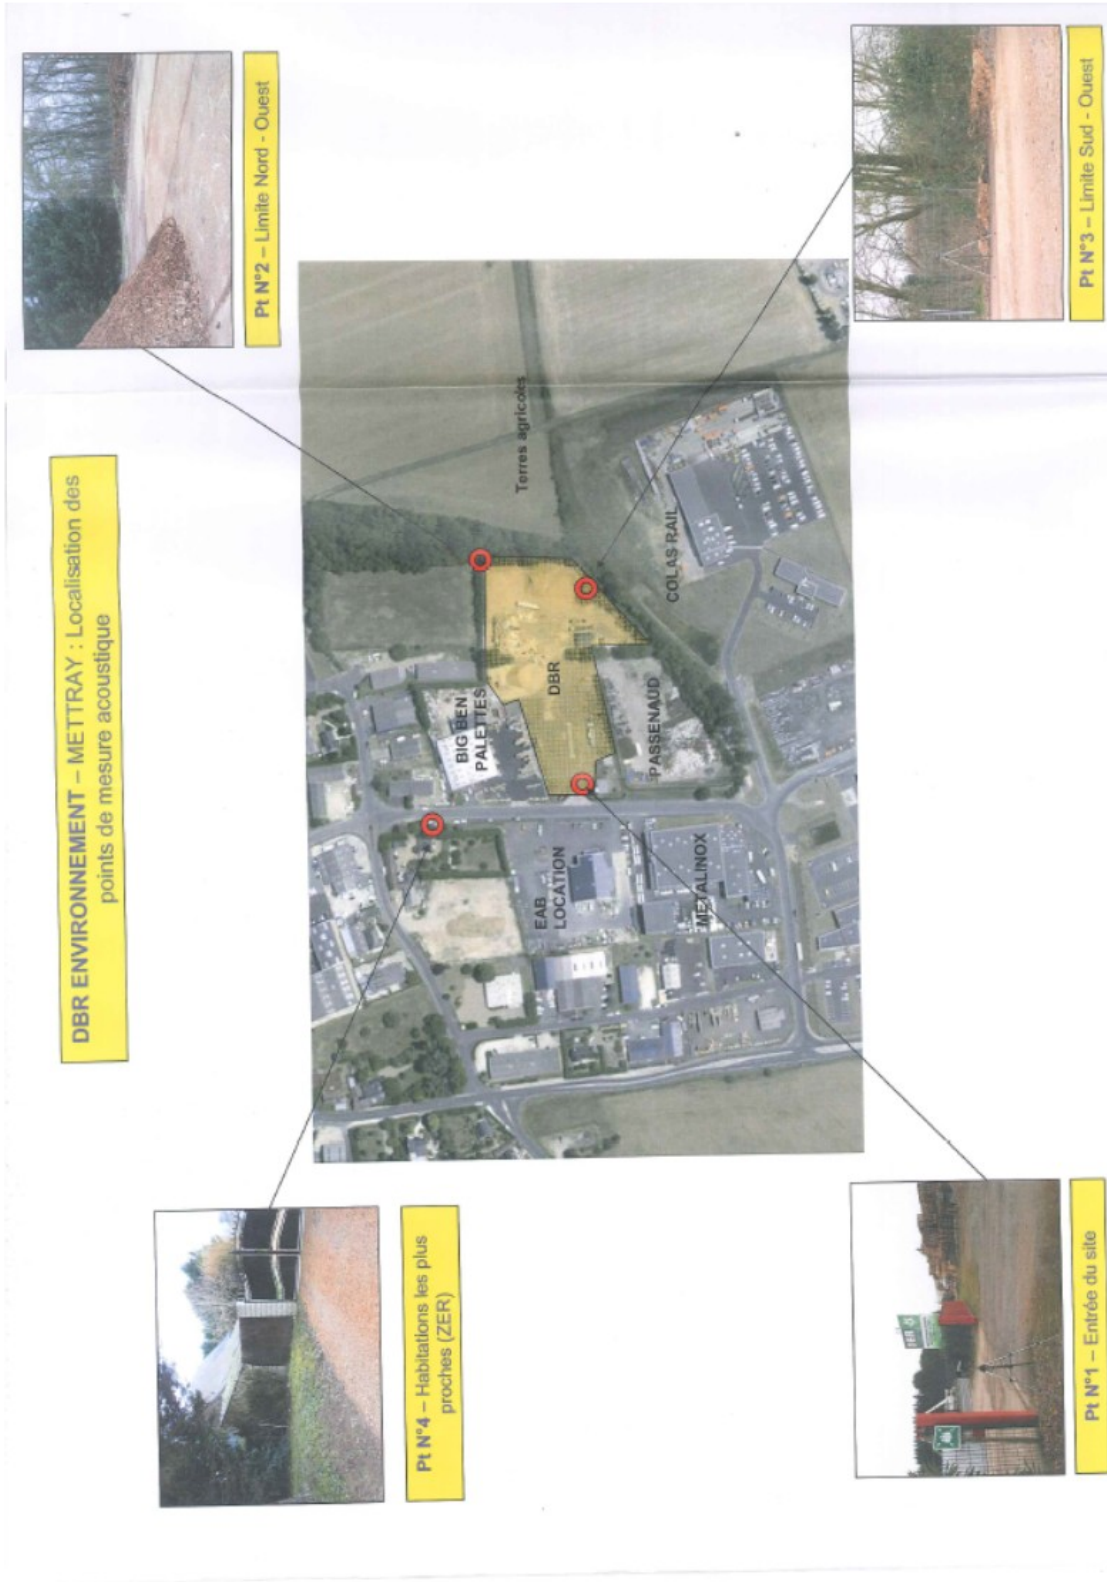 DBR ENVIRONNEMENT – METTRAY : Localisation des
points de mesure acoustique
Pt N°4 – Habitations les plus
proches (ZER)
Pt N°2 – Limite Nord - Ouest
BIG BEN
PALETTES
Terres agricoles
EAB
LOCATION
DBR
PASSENAUD
COLAS RAIL
METALINOX
Pt N°1 – Entrée du site
Pt N°3 – Limite Sud - Ouest